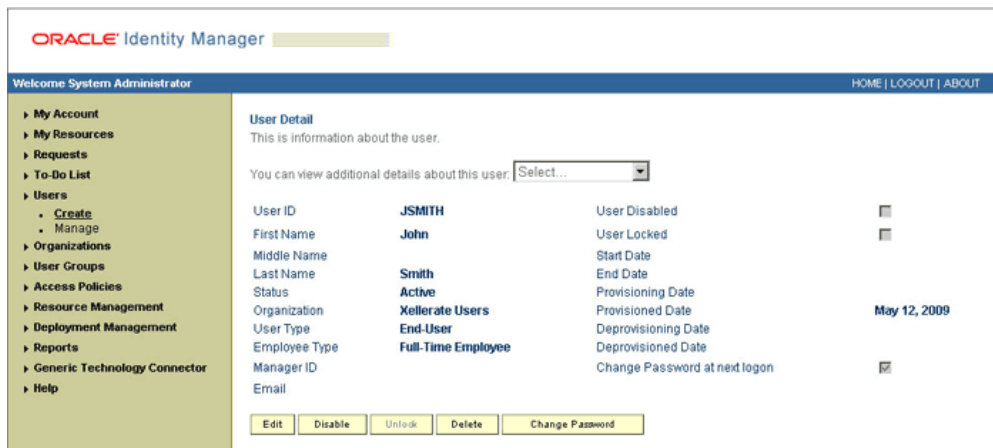 ORACLE Identity Manager
Welcome System Administrator
HOME | LOGOUT | ABOUT
My Account
My Resources
Requests
To-Do List
Users
Create
Manage
Organizations
User Groups
Access Policies
Resource Management
Deployment Management
Reports
Generic Technology Connector
Help
User Detail
This is information about the user.
You can view additional details about this user: Select...
User ID JSMITH User Disabled
First Name John User Locked
Middle Name Start Date
Last Name Smith End Date
Status Active Provisioning Date
Organization Xellerate Users Provisioned Date May 12, 2009
User Type End-User Deprovisioning Date
Employee Type Full-Time Employee Deprovisioned Date
Manager ID Change Password at next logon
Email
Edit Disable Unlock Delete Change Password